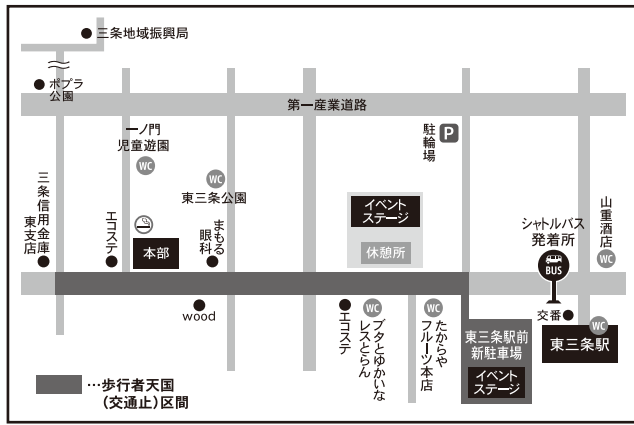 三条地域振興局
ポプラ
公園
第一産業道路
一ノ門
児童遊園
WC
WC
東三条公園
駐輪場
P
三条信用金庫
東支店
エコステ
本部
まもる
眼科
イベント
ステージ
休憩所
シャトルバス
発着所
BUS
山重酒店
WC
wood
エコステ
WC
ブタとゆかいな
レスとらん
WC
たからや
フルーツ本店
東三条駅前
新駐車場
イベント
ステージ
交番
WC
東三条駅
…歩行者天国
(交通止)区間